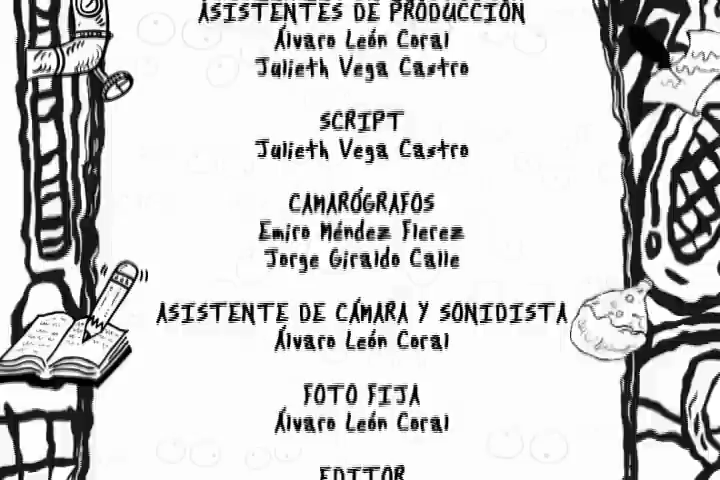 ASISTENTES DE PRODUCCIÓN
Álvaro León Coral
Julieth Vega Castro
SCRIPT
Julieth Vega Castro
CAMARÓGRAFOS
Emiro Méndez Flerez
Jorge Giraldo Calle
ASISTENTE DE CÁMARA Y SONIDISTA
Álvaro León Coral
FOTO FIJA
Álvaro León Coral
EDITOR